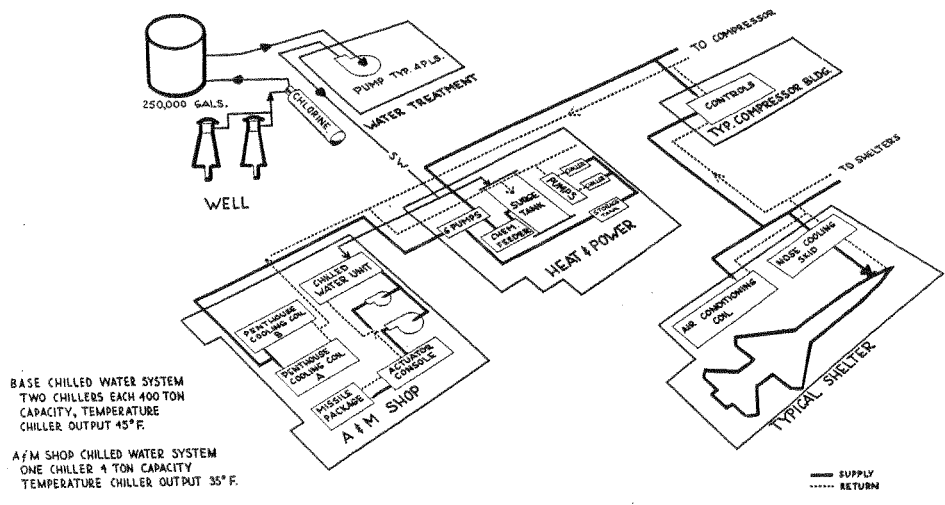 TO COMPRESSOR
PUMP TYP. 4 PLS.
WATER TREATMENT
250,000 GALS.
CHLORINE
WELL
SW
CONTROLS
TYP. COMPRESSOR BLDG.
TO SHELTERS
6 PUMPS
CHEM
FEEDER
SURGE
TANK
PUMPS
CHILLER
CHILLER
STORAGE
TANK
HEAT & POWER
CHILLED
WATER UNIT
PENTHOUSE
COOLING COIL
B
PENTHOUSE
COOLING COIL
A
ACTUATOR
CONSOLE
MISSILE
PACKAGE
A & M SHOP
NOSE COOLING
SKID
AIR CONDITIONING
COIL
TYPICAL SHELTER
BASE CHILLED WATER SYSTEM
TWO CHILLERS EACH 400 TON
CAPACITY, TEMPERATURE
CHILLER OUTPUT 45°F.
A&M SHOP CHILLED WATER SYSTEM
ONE CHILLER 4 TON CAPACITY
TEMPERATURE CHILLER OUTPUT 35°F.
SUPPLY
RETURN